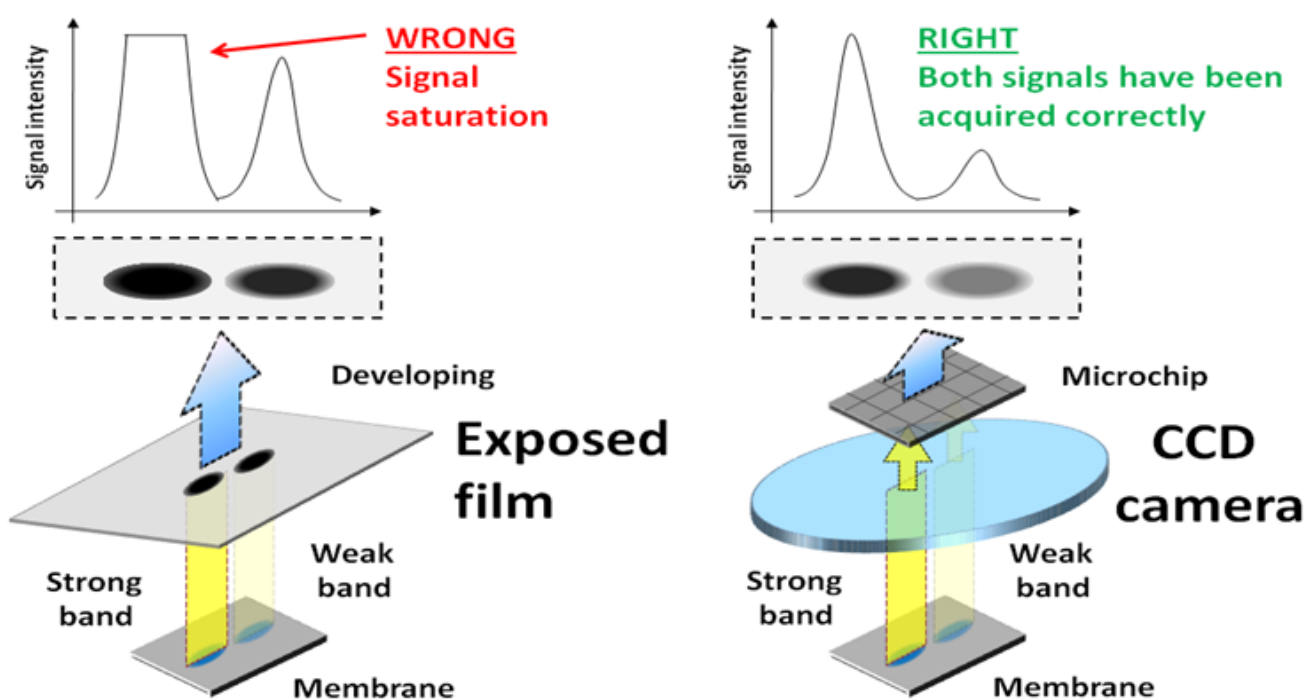 Signal intensity
WRONG
Signal
saturation
Developing
Exposed
film
Strong
band
Weak
band
Membrane
Signal intensity
RIGHT
Both signals have been
acquired correctly
Microchip
CCD
camera
Strong
band
Weak
band
Membrane